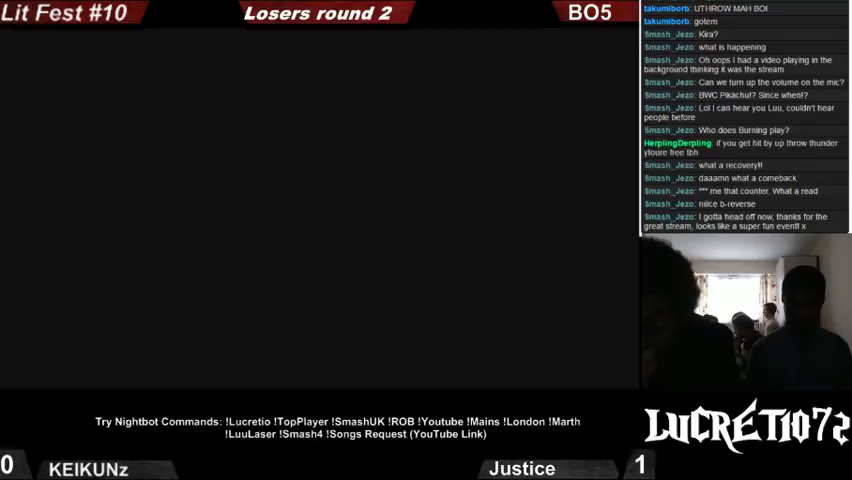 Lit Fest #10
Losers round 2
BO5
takumiborb: UTHROW MAH BOI
takumiborb: gotem
Smash_Jezo: Kira?
Smash_Jezo: what is happening
Smash_Jezo: Oh oops I had a video playing in the
background thinking it was the stream
Smash_Jezo: Can we turn up the volume on the mic?
Smash_Jezo: BWC Pikachu!? Since when!?
Smash_Jezo: Lol I can hear you Luu, couldn't hear
people before
Smash_Jezo: Who does Burning play?
HerplingDerpling: if you get hit by up throw thunder
ytoure free tbh
Smash_Jezo: what a recovery!!
Smash_Jezo: daaamn what a comeback
Smash_Jezo: *** me that counter. What a read
Smash_Jezo: niiice b-reverse
Smash_Jezo: I gotta head off now, thanks for the
great stream, looks like a super fun event! x
Try Nightbot Commands: !Lucretio !TopPlayer !SmashUK !ROB !Youtube !Mains !London !Marth
!LuuLaser !Smash4 !Songs Request (YouTube Link)
LUCRÉTIO72
0 KEIKUNz
Justice 1